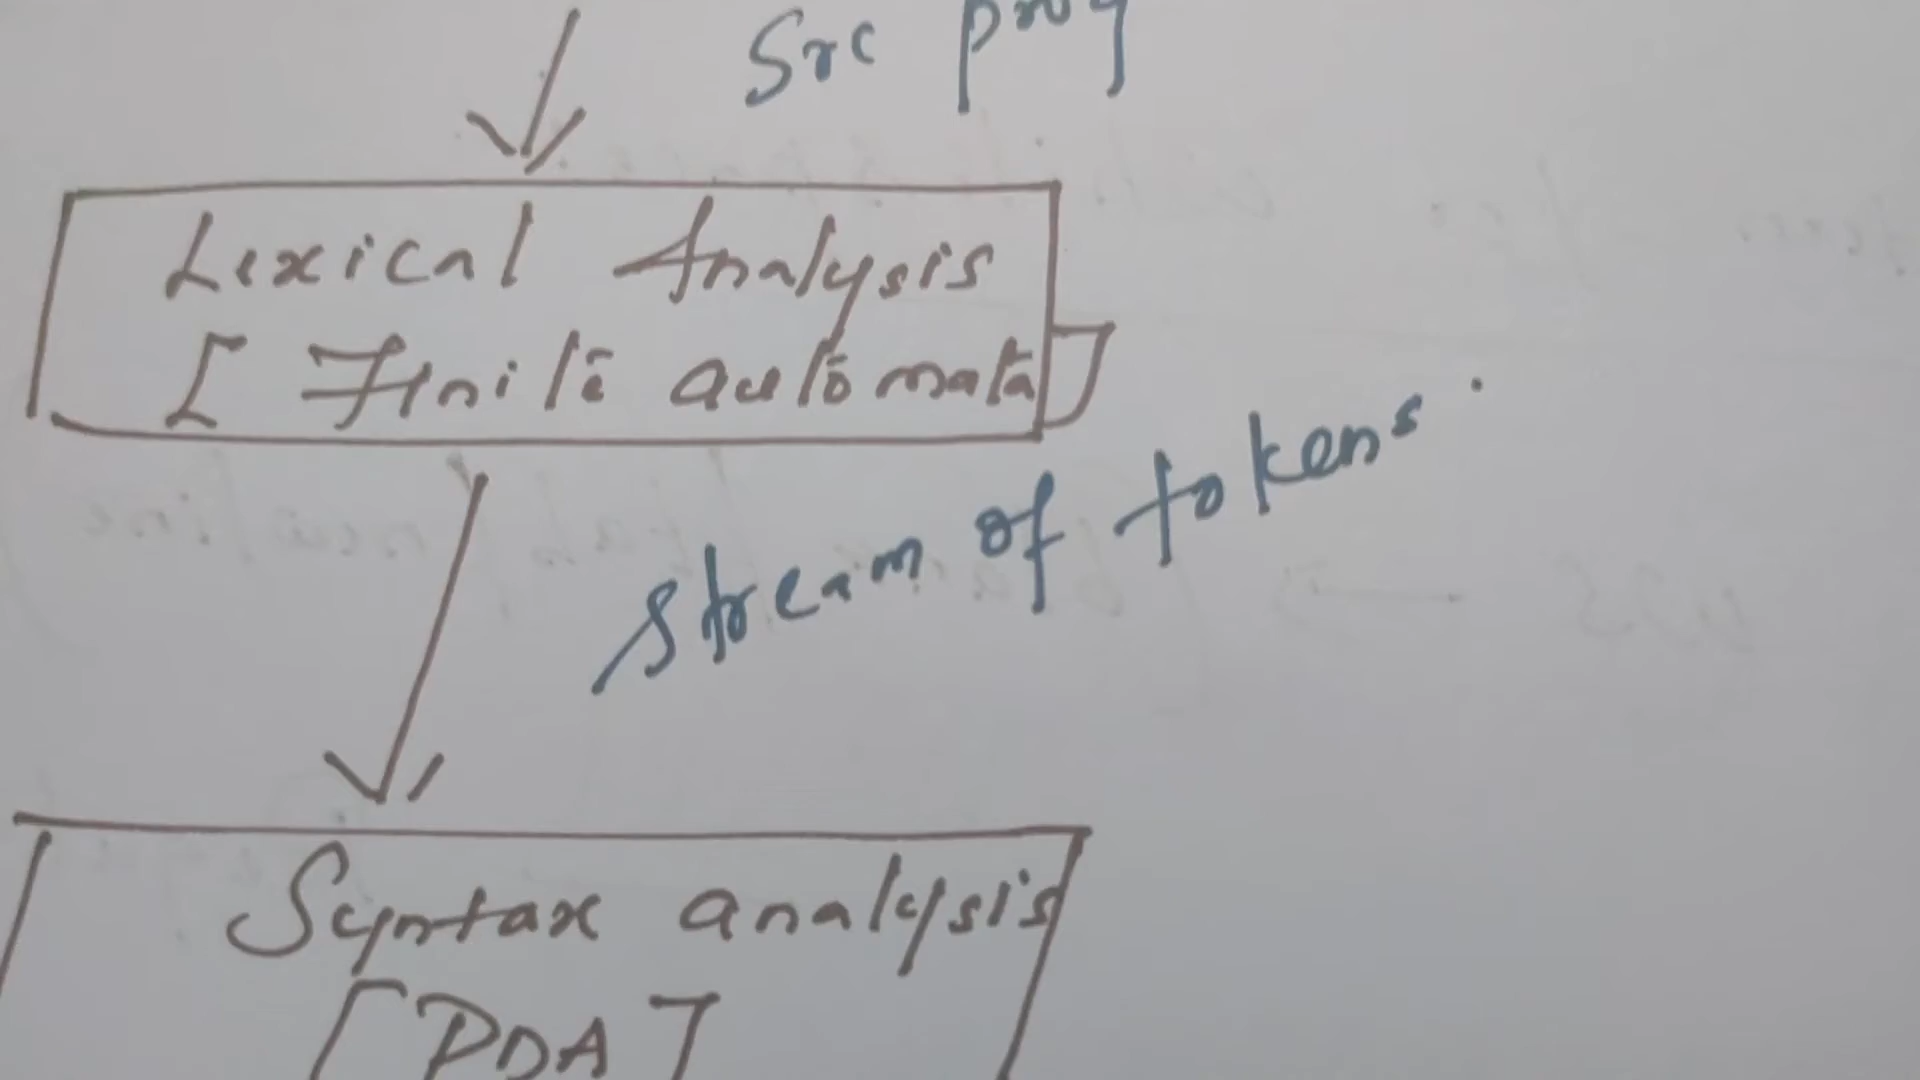 Src prog
Lexical Analysis
[Finite automata]
stream of tokens.
Syntax analysis
[PDA]